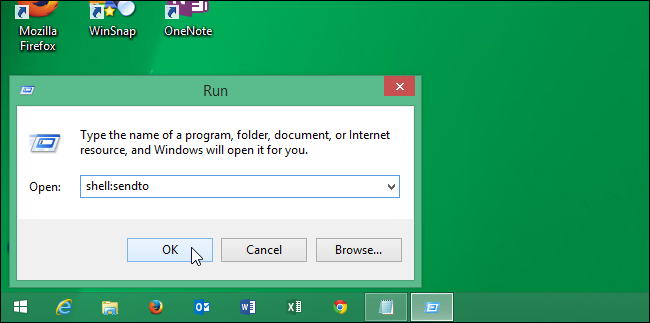 Mozilla
Firefox
WinSnap
OneNote
Run
Type the name of a program, folder, document, or Internet
resource, and Windows will open it for you.
Open:
shell:sendto
OK
Cancel
Browse...